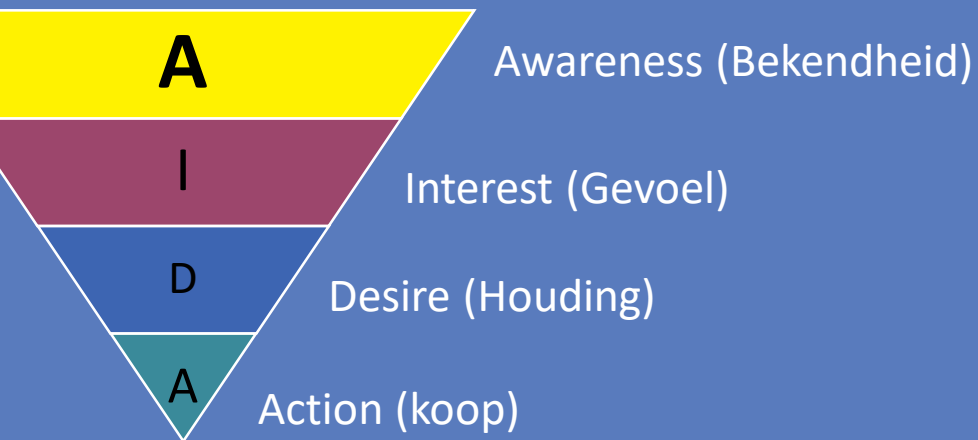 A
Awareness (Bekendheid)
I
Interest (Gevoel)
D
Desire (Houding)
A
Action (koop)